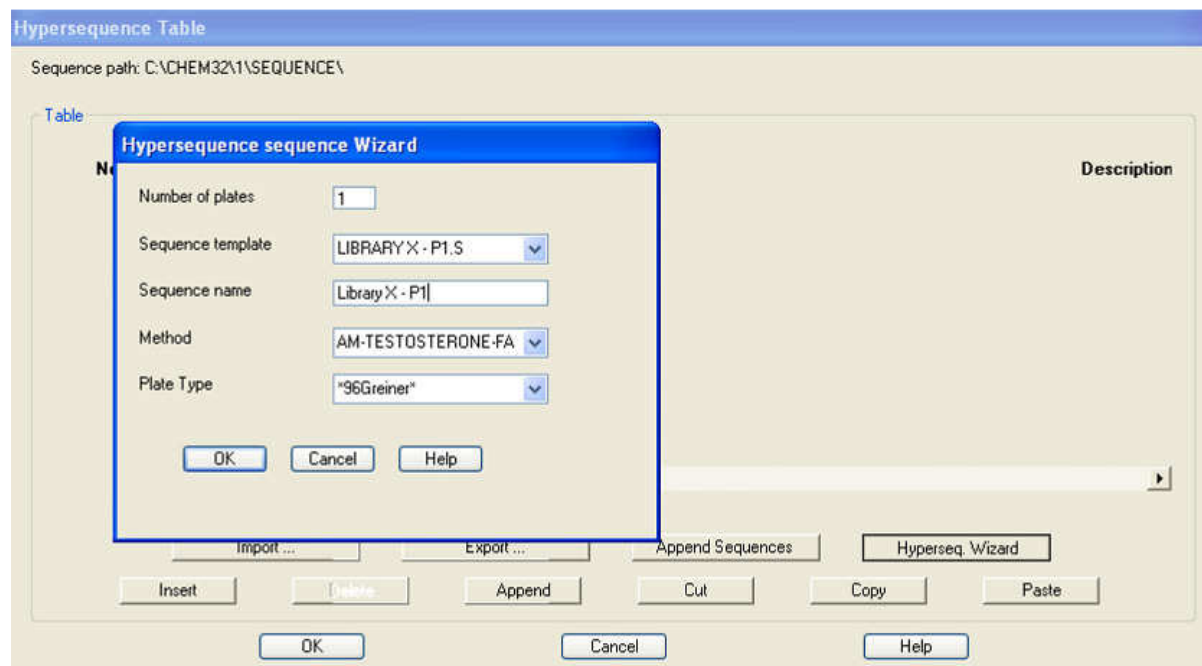 Hypersequence Table
Sequence path: C:\CHEM32\1\SEQUENCE\
Table
Hypersequence sequence Wizard
Description
Number of plates 1
Sequence template LIBRARY X - P1.S
Sequence name Library X - P1
Method AM-TESTOSTERONE-FA
Plate Type *96Greiner*
OK Cancel Help
Import ... Export ... Append Sequences Hyperseq. Wizard
Insert Delete Append Cut Copy Paste
OK Cancel Help